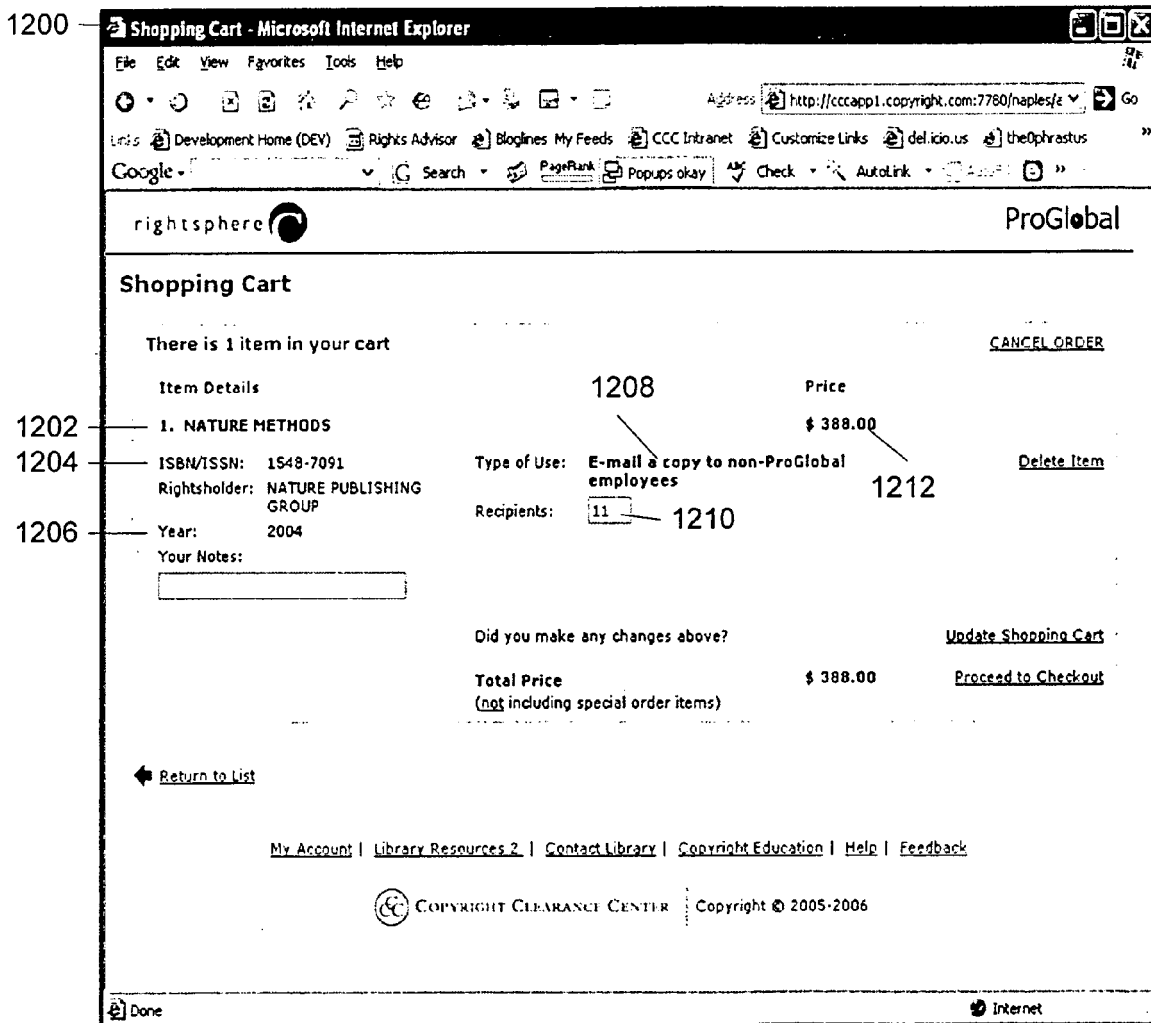 1200
Shopping Cart - Microsoft Internet Explorer
File Edit View Favorites Tools Help
Address http://cccapp1.copyright.com:7780/naples/a Go
Links Development Home (DEV) Rights Advisor Bloglines My Feeds CCC Intranet Customize Links del.icio.us the0phrastus »
Google Search PageRank Popups okay Check AutoLink »
rightsphere ProGlobal
Shopping Cart
There is 1 item in your cart CANCEL ORDER
Item Details 1208 Price
1202 1. NATURE METHODS $ 388.00
1204 ISBN/ISSN: 1548-7091 Type of Use: E-mail a copy to non-ProGlobal Delete Item
Rightsholder: NATURE PUBLISHING employees 1212
GROUP Recipients: 11 1210
1206 Year: 2004
Your Notes:
Did you make any changes above? Update Shopping Cart
Total Price $ 388.00 Proceed to Checkout
(not including special order items)
Return to List
My Account | Library Resources 2 | Contact Library | Copyright Education | Help | Feedback
CCC COPYRIGHT CLEARANCE CENTER Copyright © 2005-2006
Done Internet